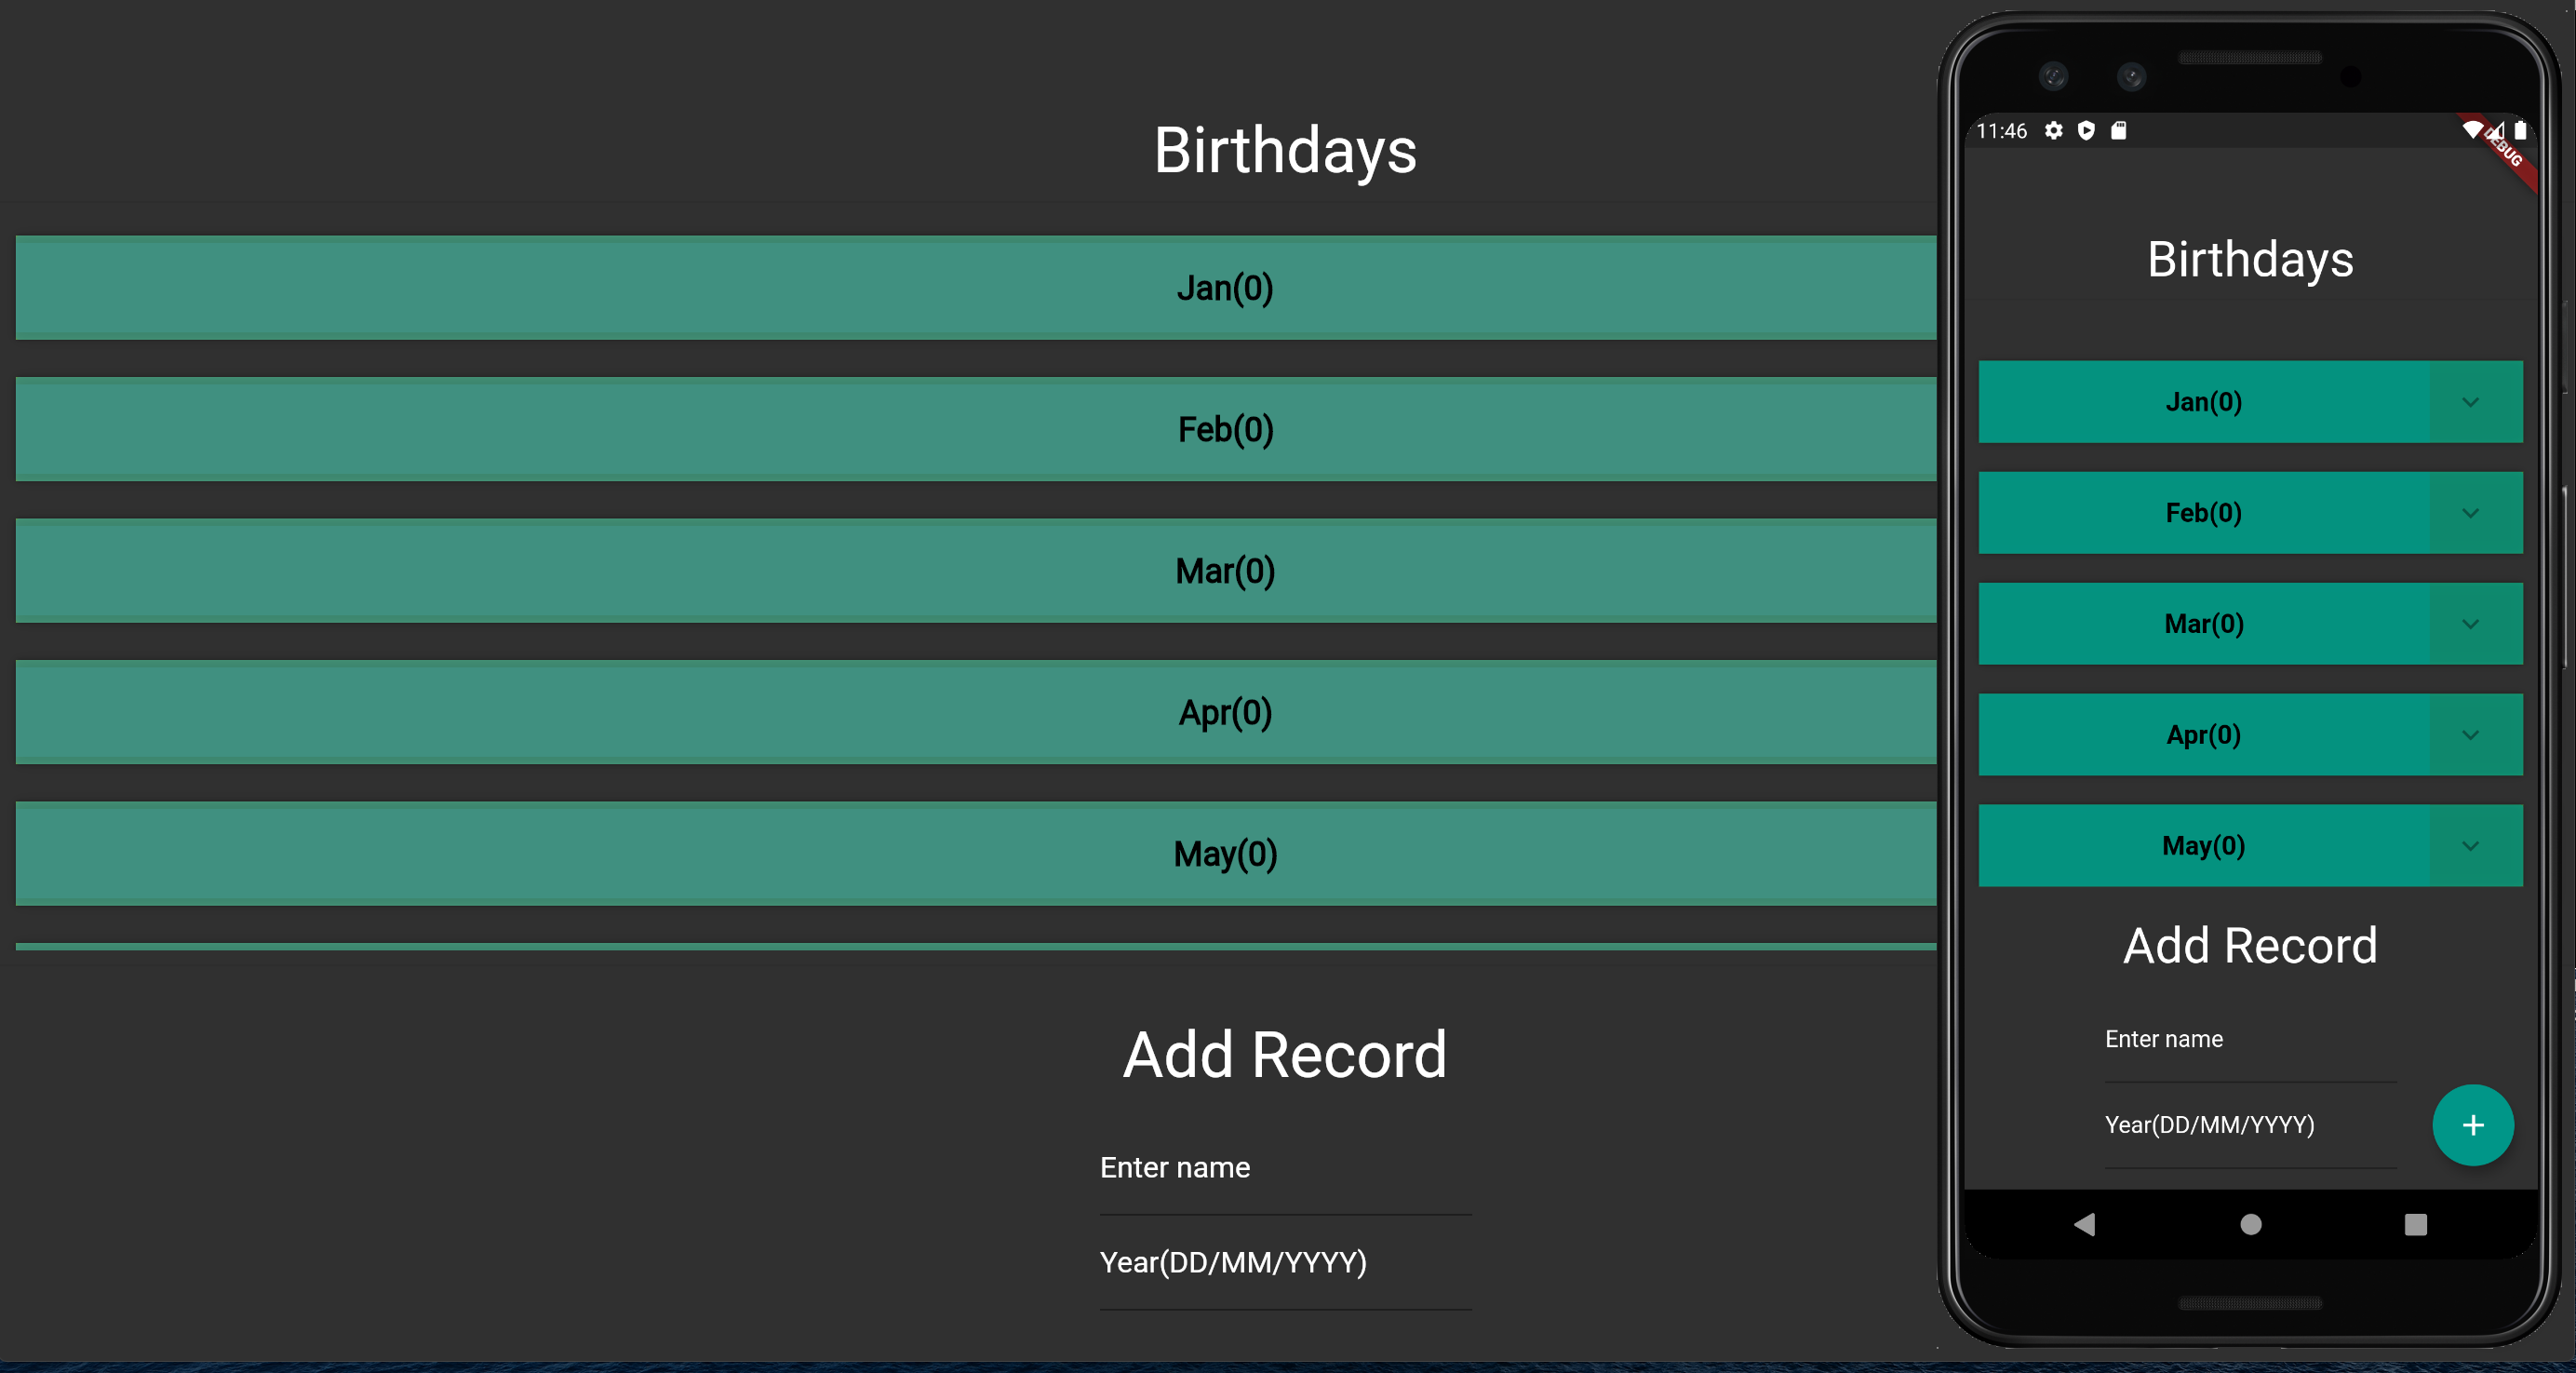 Birthdays
Jan(0)
Feb(0)
Mar(0)
Apr(0)
May(0)
Add Record
Enter name
Year(DD/MM/YYYY)
11:46
DEBUG
Birthdays
Jan(0)
Feb(0)
Mar(0)
Apr(0)
May(0)
Add Record
Enter name
Year(DD/MM/YYYY)
+